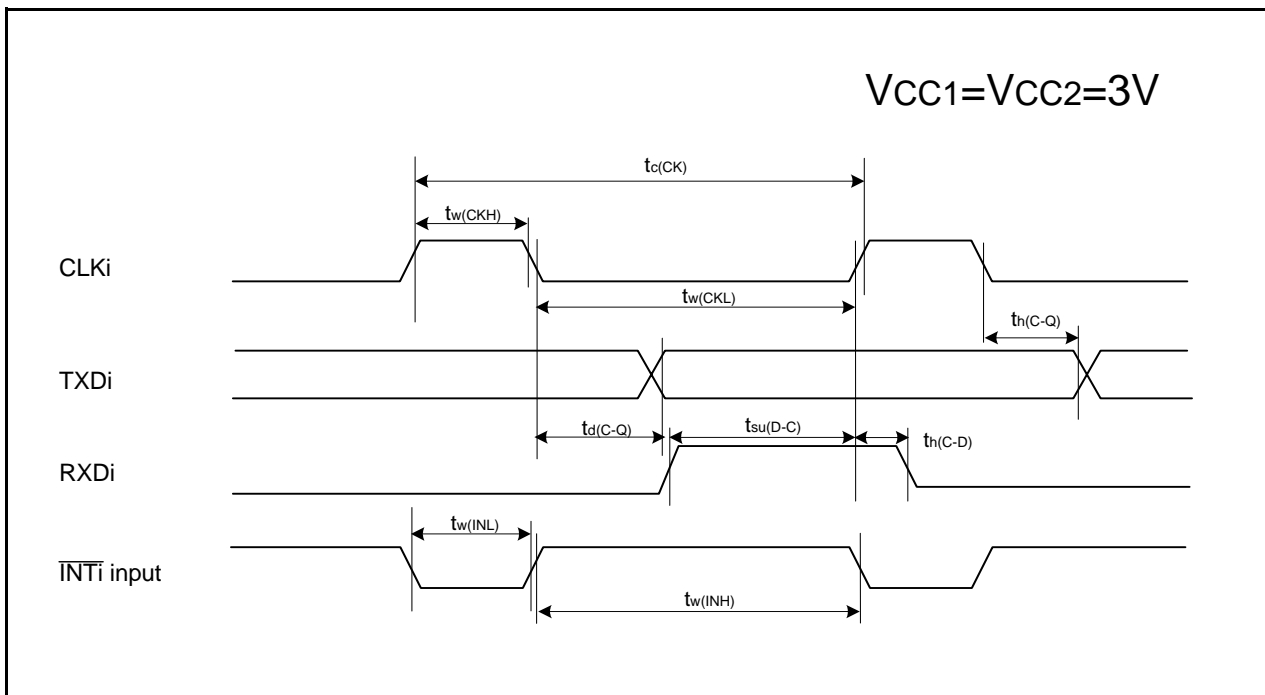 VCC1=VCC2=3V
tc(CK)
tw(CKH)
CLKi
tw(CKL)
th(C-Q)
TXDi
td(C-Q)
tsu(D-C)
th(C-D)
RXDi
tw(INL)
INTi input
tw(INH)